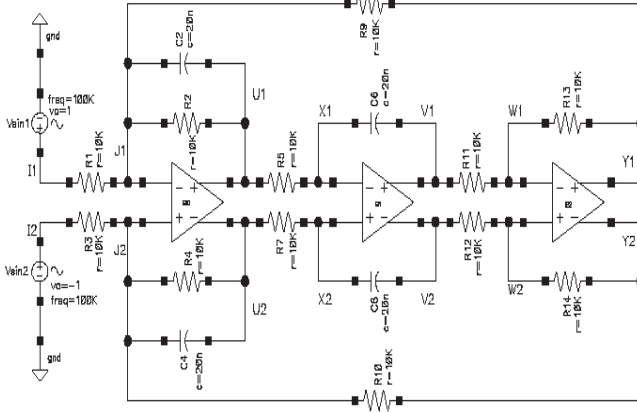 gnd
Vsin1
freq=100K
va=1
I1
R1
r=10K
J1
C2
c=20n
R2
r=10K
U1
R9
r=10K
R5
r=10K
X1
C6
c=20n
V1
R11
r=10K
W1
R13
r=10K
Y1
I2
R3
r=10K
J2
R7
r=10K
R12
r=10K
Y2
Vsin2
va=-1
freq=100K
R4
r=10K
U2
X2
C8
c=20n
V2
W2
R14
r=10K
C4
c=20n
gnd
R10
r=10K